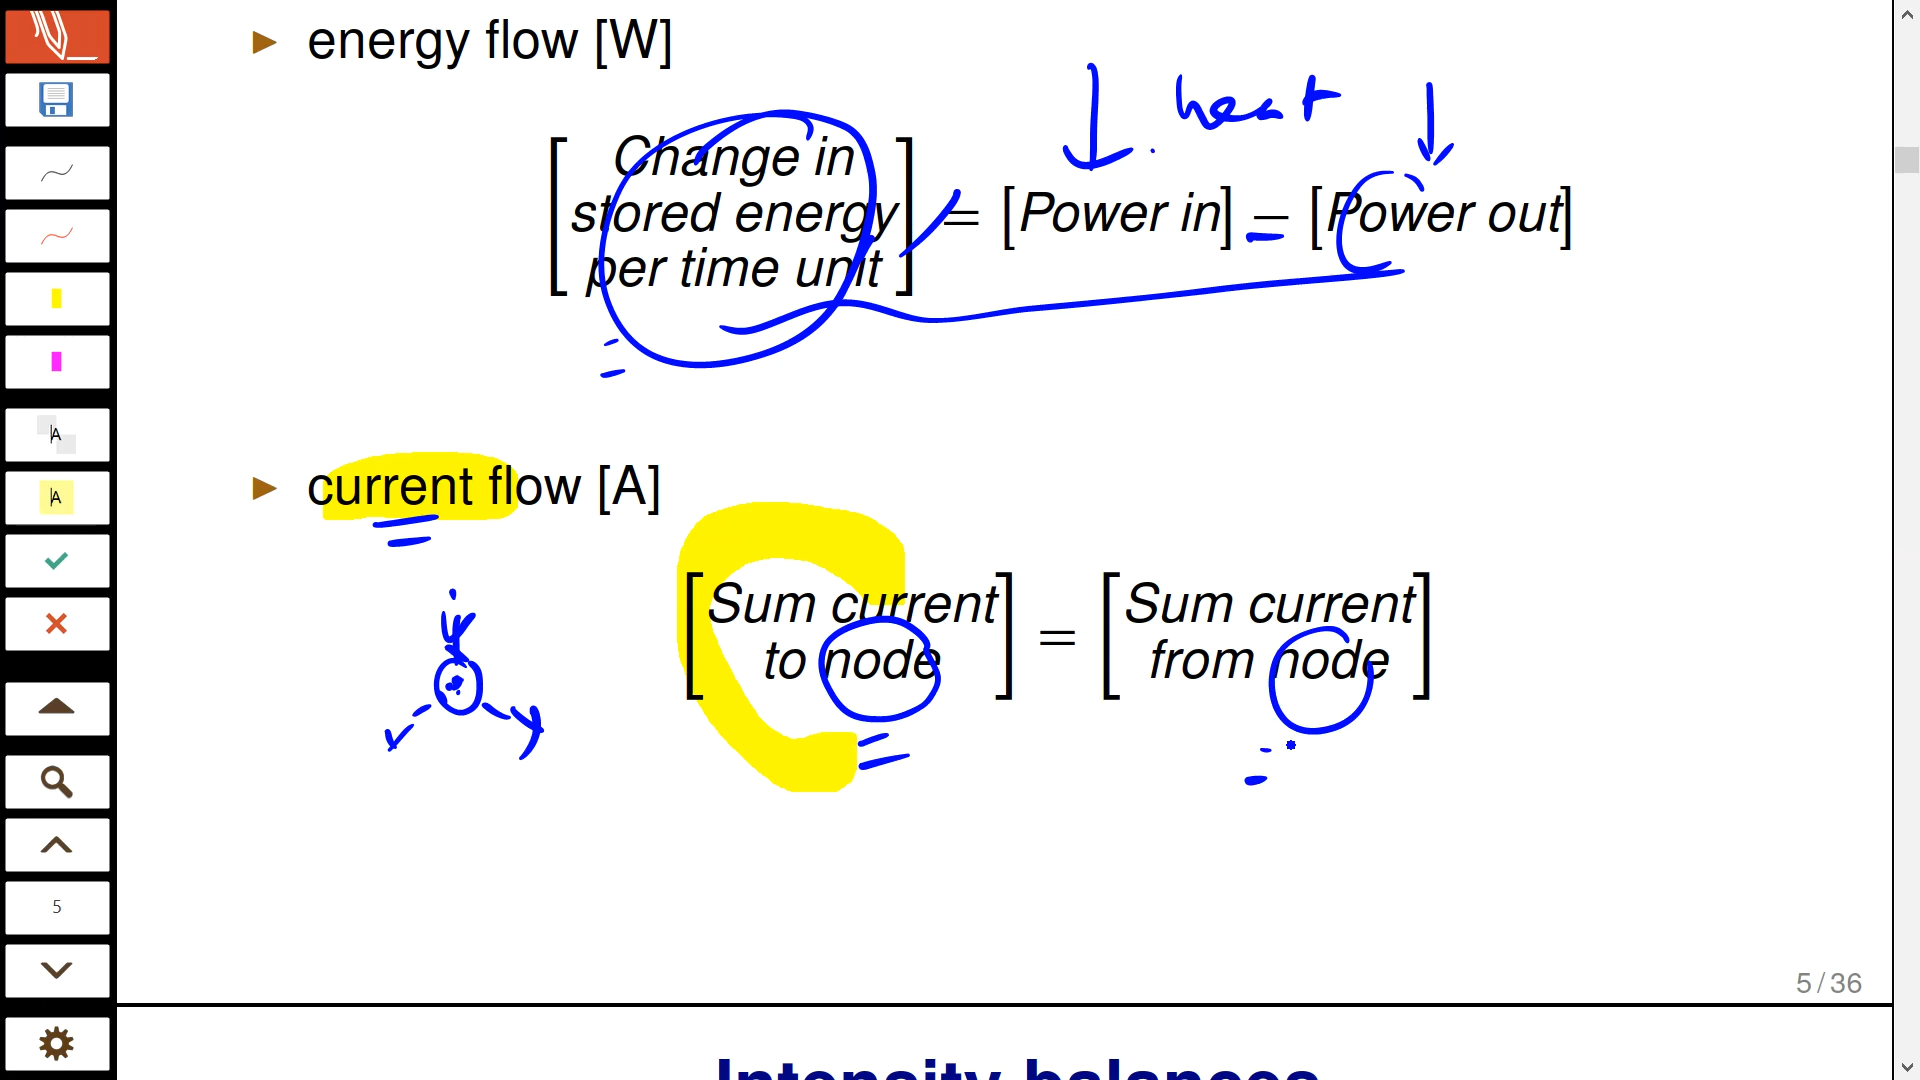 ▶ energy flow [W]
heat
[Change in
stored energy
per time unit] = [Power in] = [Power out]
▶ current flow [A]
[Sum current
to node] = [Sum current
from node]
A
A
5
5/36
Intensity balances